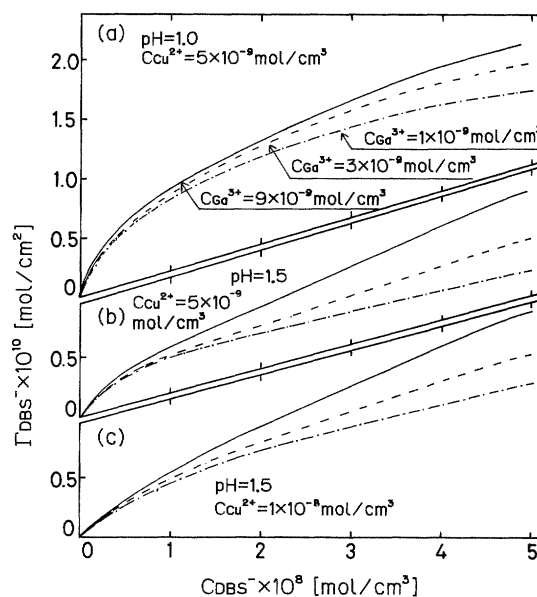 (a)
pH=1.0
Ccu²⁺=5×10⁻⁹mol/cm³
2.0
1.5
1.0
0.5
0
CGa³⁺=1×10⁻⁹mol/cm³
CGa³⁺=3×10⁻⁹mol/cm³
CGa³⁺=9×10⁻⁹mol/cm³
pH=1.5
Ccu²⁺=5×10⁻⁹
mol/cm³
(b)
0.5
0
(c)
0.5
0
pH=1.5
Ccu²⁺=1×10⁻⁸mol/cm³
0 1 2 3 4 5
CDBS⁻×10⁸ [mol/cm³]
ΓDBS⁻×10¹⁰ [mol/cm²]